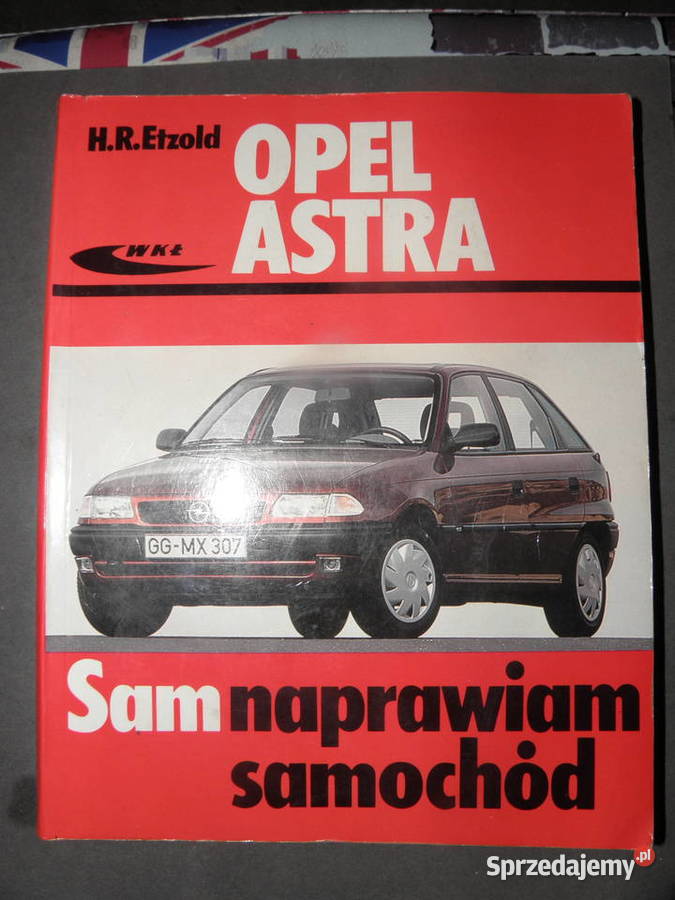 H.R.Etzold
OPEL
ASTRA
WKŁ
GG-MX 307
Sam naprawiam
samochód
Sprzedajemy.pl